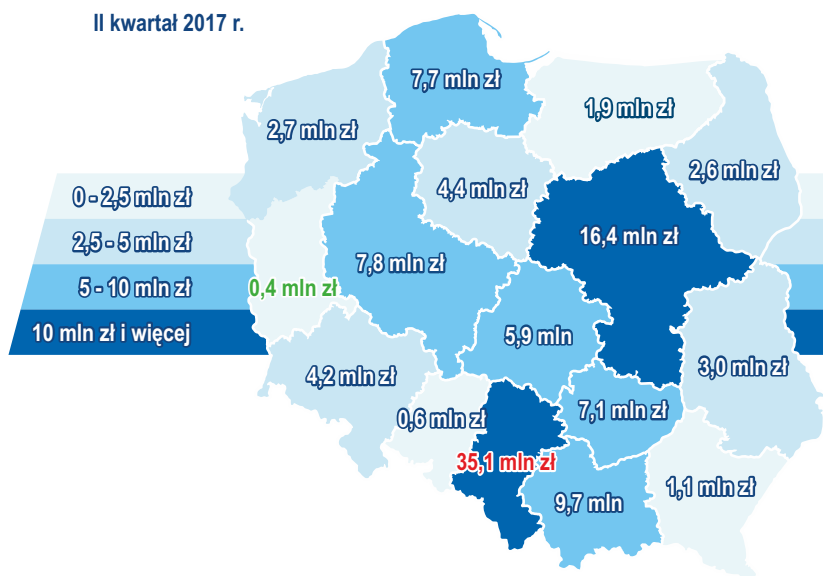 II kwartał 2017 r.
7,7 mln zł
1,9 mln zł
2,7 mln zł
2,6 mln zł
4,4 mln zł
0 - 2,5 mln zł
16,4 mln zł
2,5 - 5 mln zł
7,8 mln zł
5 - 10 mln zł
0,4 mln zł
10 mln zł i więcej
5,9 mln
3,0 mln zł
4,2 mln zł
7,1 mln zł
0,6 mln zł
35,1 mln zł
1,1 mln zł
9,7 mln